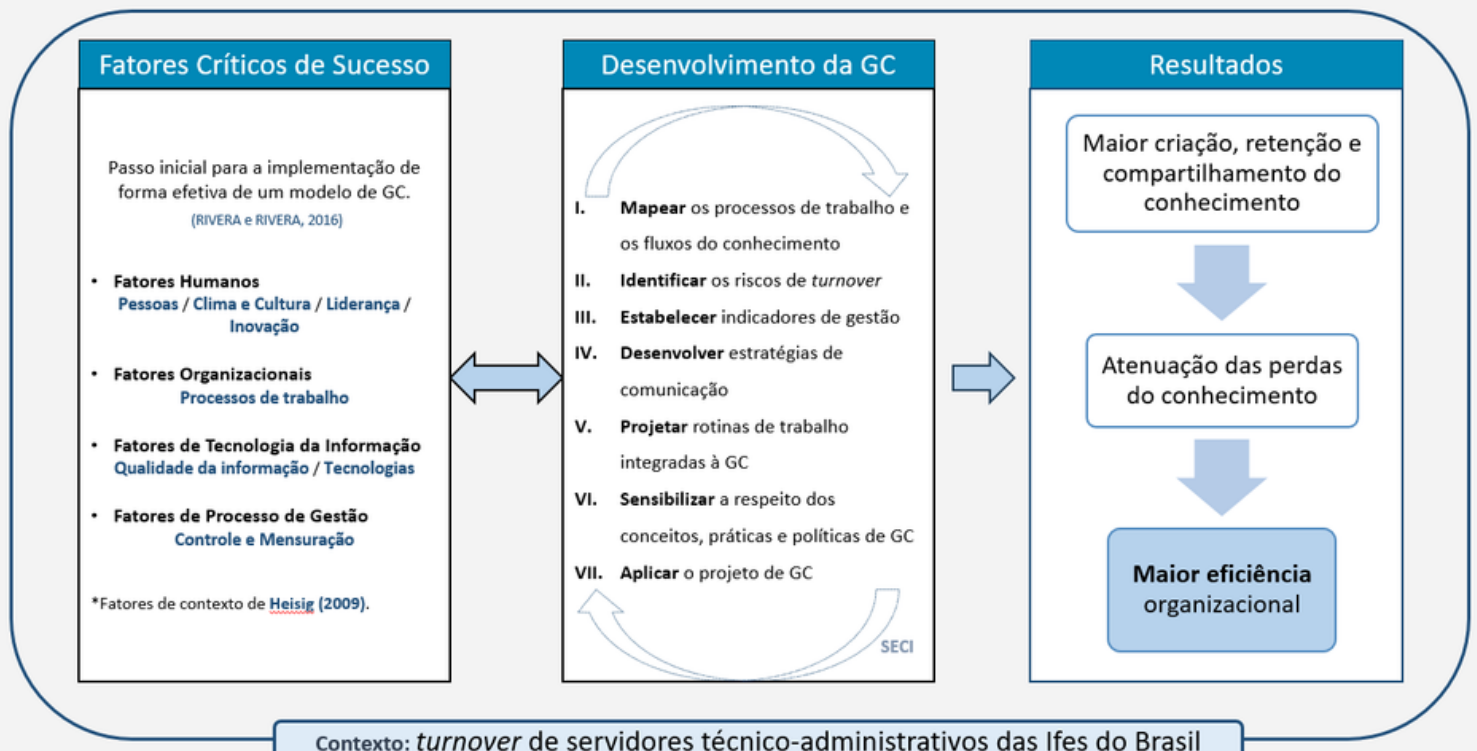 Fatores Críticos de Sucesso
Passo inicial para a implementação de
forma efetiva de um modelo de GC.
(RIVERA e RIVERA, 2016)
• Fatores Humanos
Pessoas / Clima e Cultura / Liderança /
Inovação
• Fatores Organizacionais
Processos de trabalho
• Fatores de Tecnologia da Informação
Qualidade da informação / Tecnologias
• Fatores de Processo de Gestão
Controle e Mensuração
*Fatores de contexto de Heisig (2009).
Desenvolvimento da GC
I. Mapear os processos de trabalho e
os fluxos do conhecimento
II. Identificar os riscos de turnover
III. Estabelecer indicadores de gestão
IV. Desenvolver estratégias de
comunicação
V. Projetar rotinas de trabalho
integradas à GC
VI. Sensibilizar a respeito dos
conceitos, práticas e políticas de GC
VII. Aplicar o projeto de GC
SECI
Resultados
Maior criação, retenção e
compartilhamento do
conhecimento
Atenuação das perdas
do conhecimento
Maior eficiência
organizacional
Contexto: turnover de servidores técnico-administrativos das Ifes do Brasil